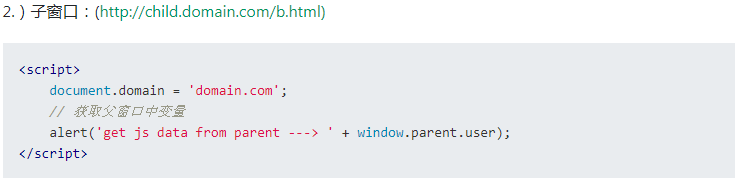 2. ) 子窗口：(http://child.domain.com/b.html)
<script>
    document.domain = 'domain.com';
    // 获取父窗口中变量
    alert('get js data from parent ---> ' + window.parent.user);
</script>